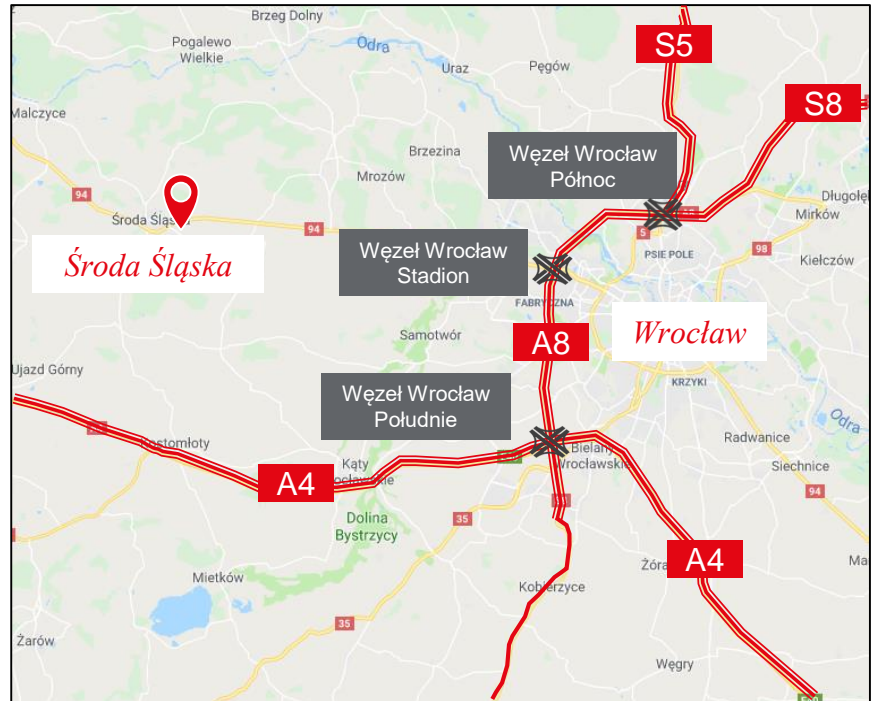 Brzeg Dolny
Pogalewo
Wielkie
Odra
Uraz
Pęgów
S5
S8
Malczyce
Brzezina
Węzeł Wrocław
Północ
94
Mrozów
Długołę
Mirków
Środa Śląska
94
5
98
PSIE POLE
Kiełczów
Środa Śląska
Węzeł Wrocław
Stadion
FABRYCZNA
Samotwór
A8
Wrocław
Ujazd Górny
Węzeł Wrocław
Południe
KRZYKI
Odra
Kostomłoty
Bielany
Wrocławskie
Radwanice
Kąty
Wrocławskie
Siechnice
A4
94
Dolina
Bystrzycy
35
A4
Mietków
Kobierzyce
35
Żarów
Węgry